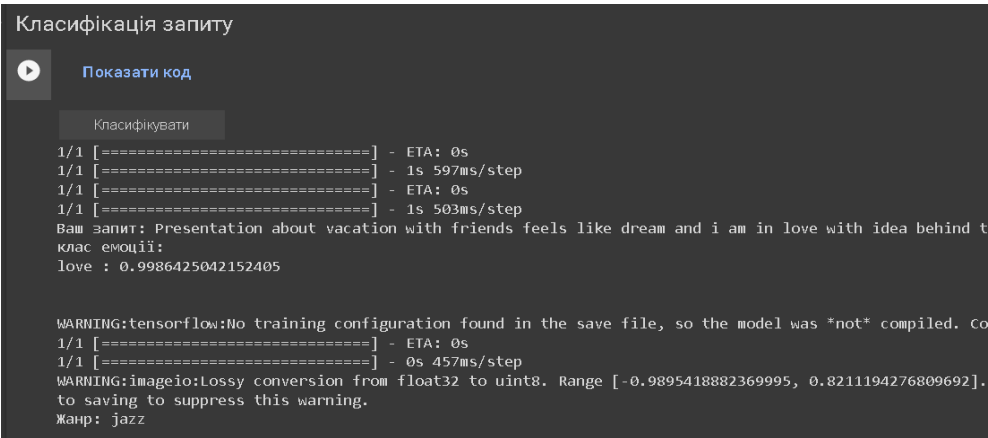 Класифікація запиту
Показати код
Класифікувати
1/1 [==============================] - ETA: 0s
1/1 [==============================] - 1s 597ms/step
1/1 [==============================] - ETA: 0s
1/1 [==============================] - 1s 503ms/step
Ваш запит: Presentation about vacation with friends feels like dream and i am in love with idea behind t
клас емоції:
love : 0.9986425042152405
WARNING:tensorflow:No training configuration found in the save file, so the model was *not* compiled. Co
1/1 [==============================] - ETA: 0s
1/1 [==============================] - 0s 457ms/step
WARNING:imageio:Lossy conversion from float32 to uint8. Range [-0.9895418882369995, 0.8211194276809692].
to saving to suppress this warning.
Жанр: jazz